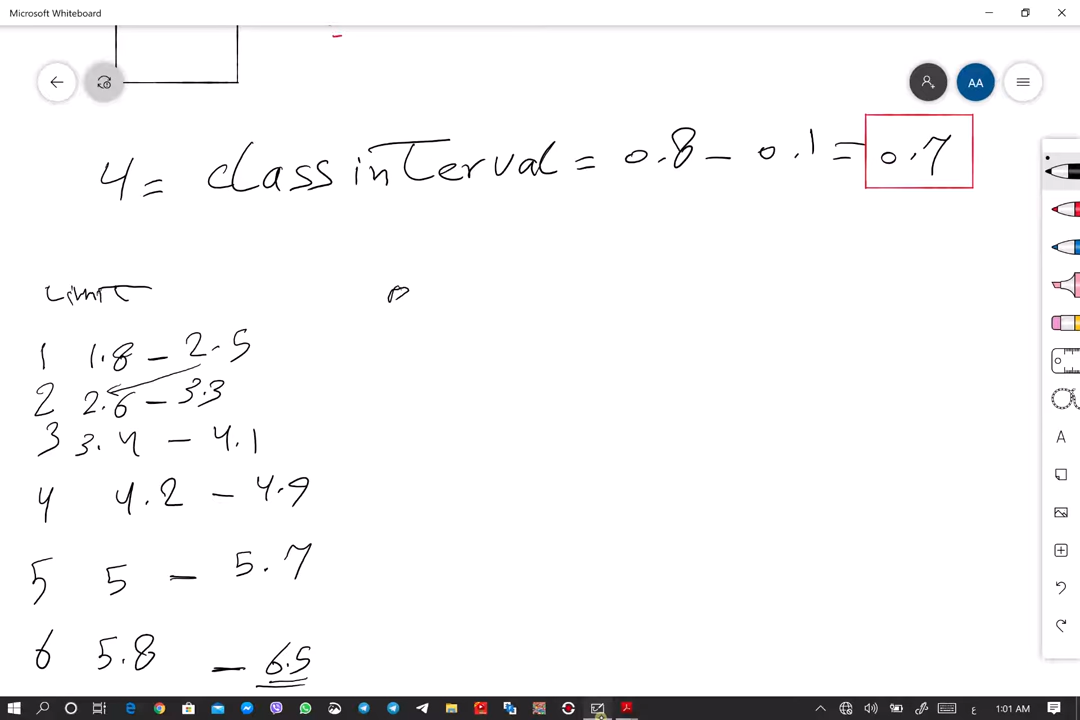 Microsoft Whiteboard
AA
4 = class interval = 0.8 - 0.1 = 0.7
Limit
1 1.8 - 2.5
2 2.6 - 3.3
3 3.4 - 4.1
4 4.2 - 4.9
5 5 - 5.7
6 5.8 - 6.5
A
ع
1:01 AM